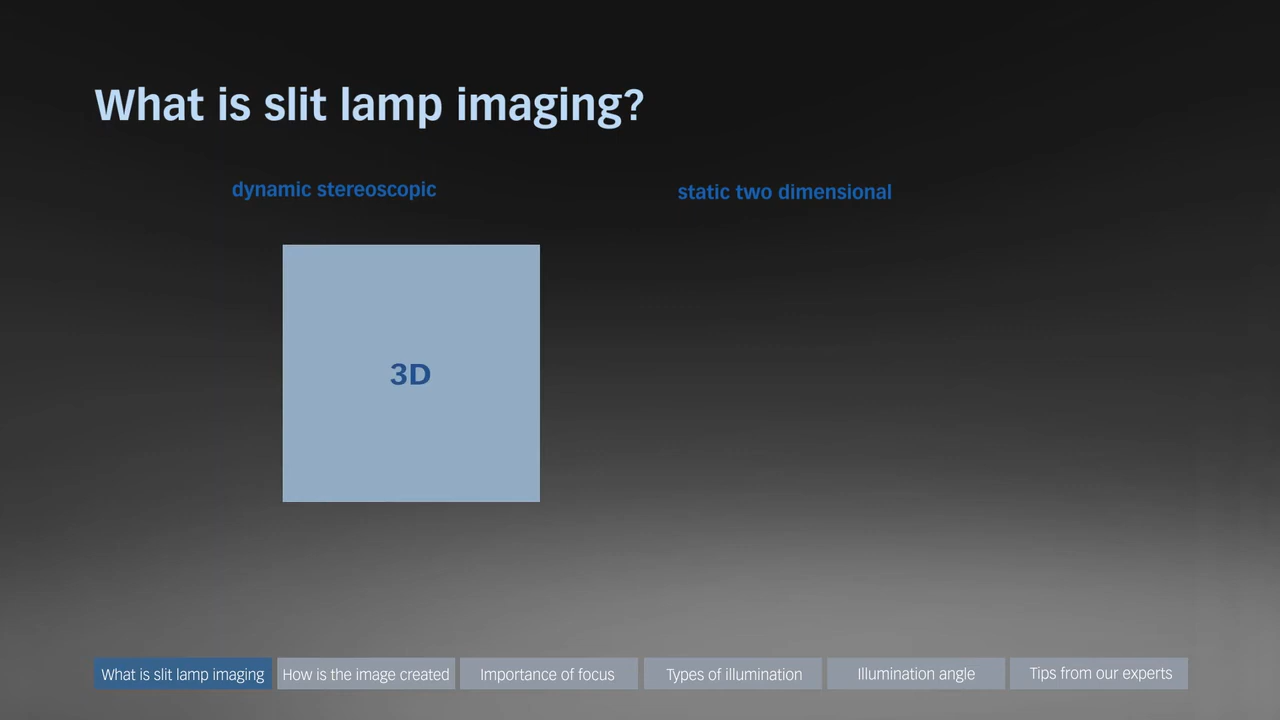 What is slit lamp imaging?
dynamic stereoscopic
static two dimensional
3D
What is slit lamp imaging
How is the image created
Importance of focus
Types of illumination
Illumination angle
Tips from our experts